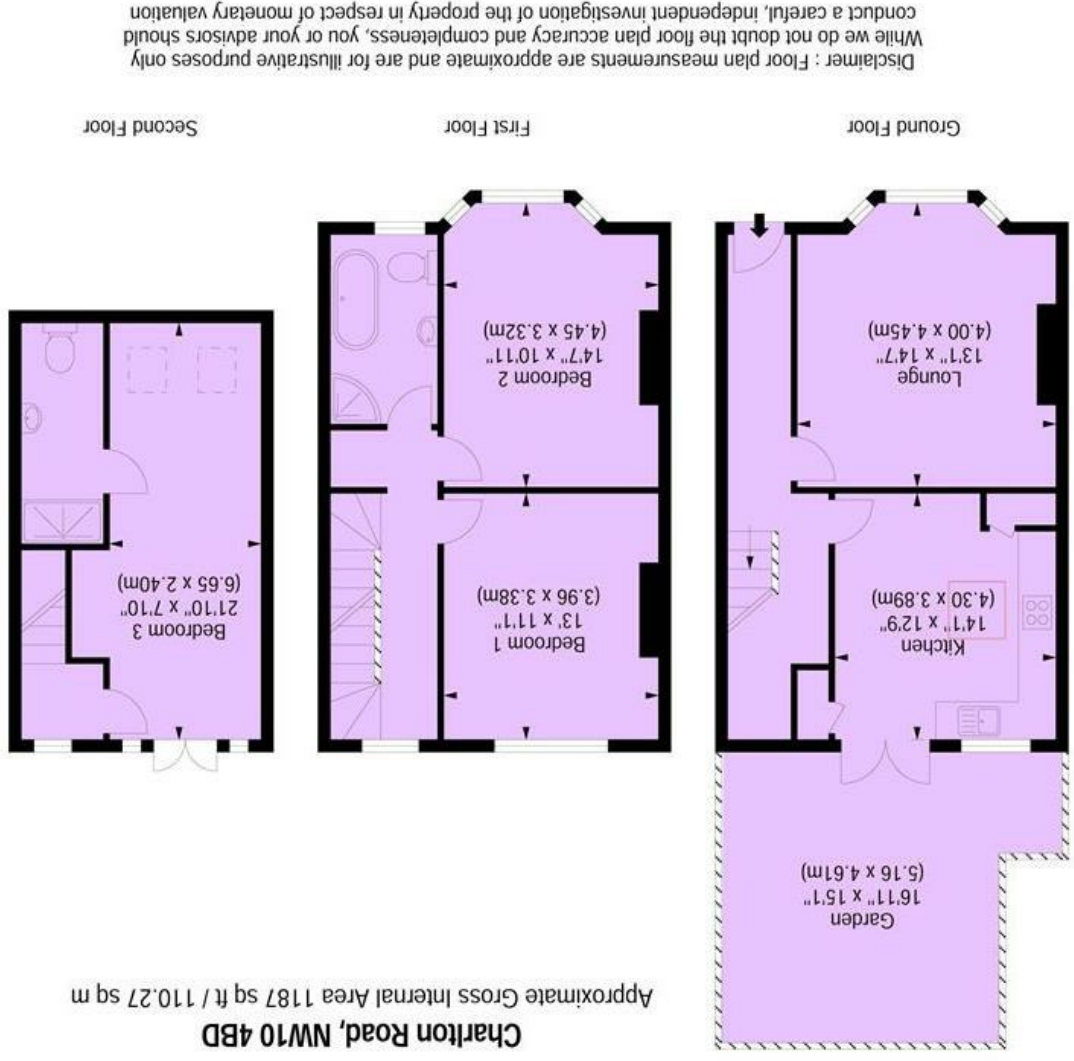 Charlton Road, NW10 4BD
Approximate Gross Internal Area 1187 sq ft / 110.27 sq m
Garden
16'11" x 15'1"
(5.16 x 4.61m)
Kitchen
14'1" x 12'9"
(4.30 x 3.89m)
Lounge
13'1" x 14'7"
(4.00 x 4.45m)
Ground Floor
Bedroom 1
13' x 11'1"
(3.96 x 3.38m)
Bedroom 2
14'7" x 10'11"
(4.45 x 3.32m)
First Floor
Bedroom 3
21'10" x 7'10"
(6.65 x 2.40m)
Second Floor
Disclaimer : Floor plan measurements are approximate and are for illustrative purposes only
While we do not doubt the floor plan accuracy and completeness, you or your advisors should
conduct a careful, independent investigation of the property in respect of monetary valuation